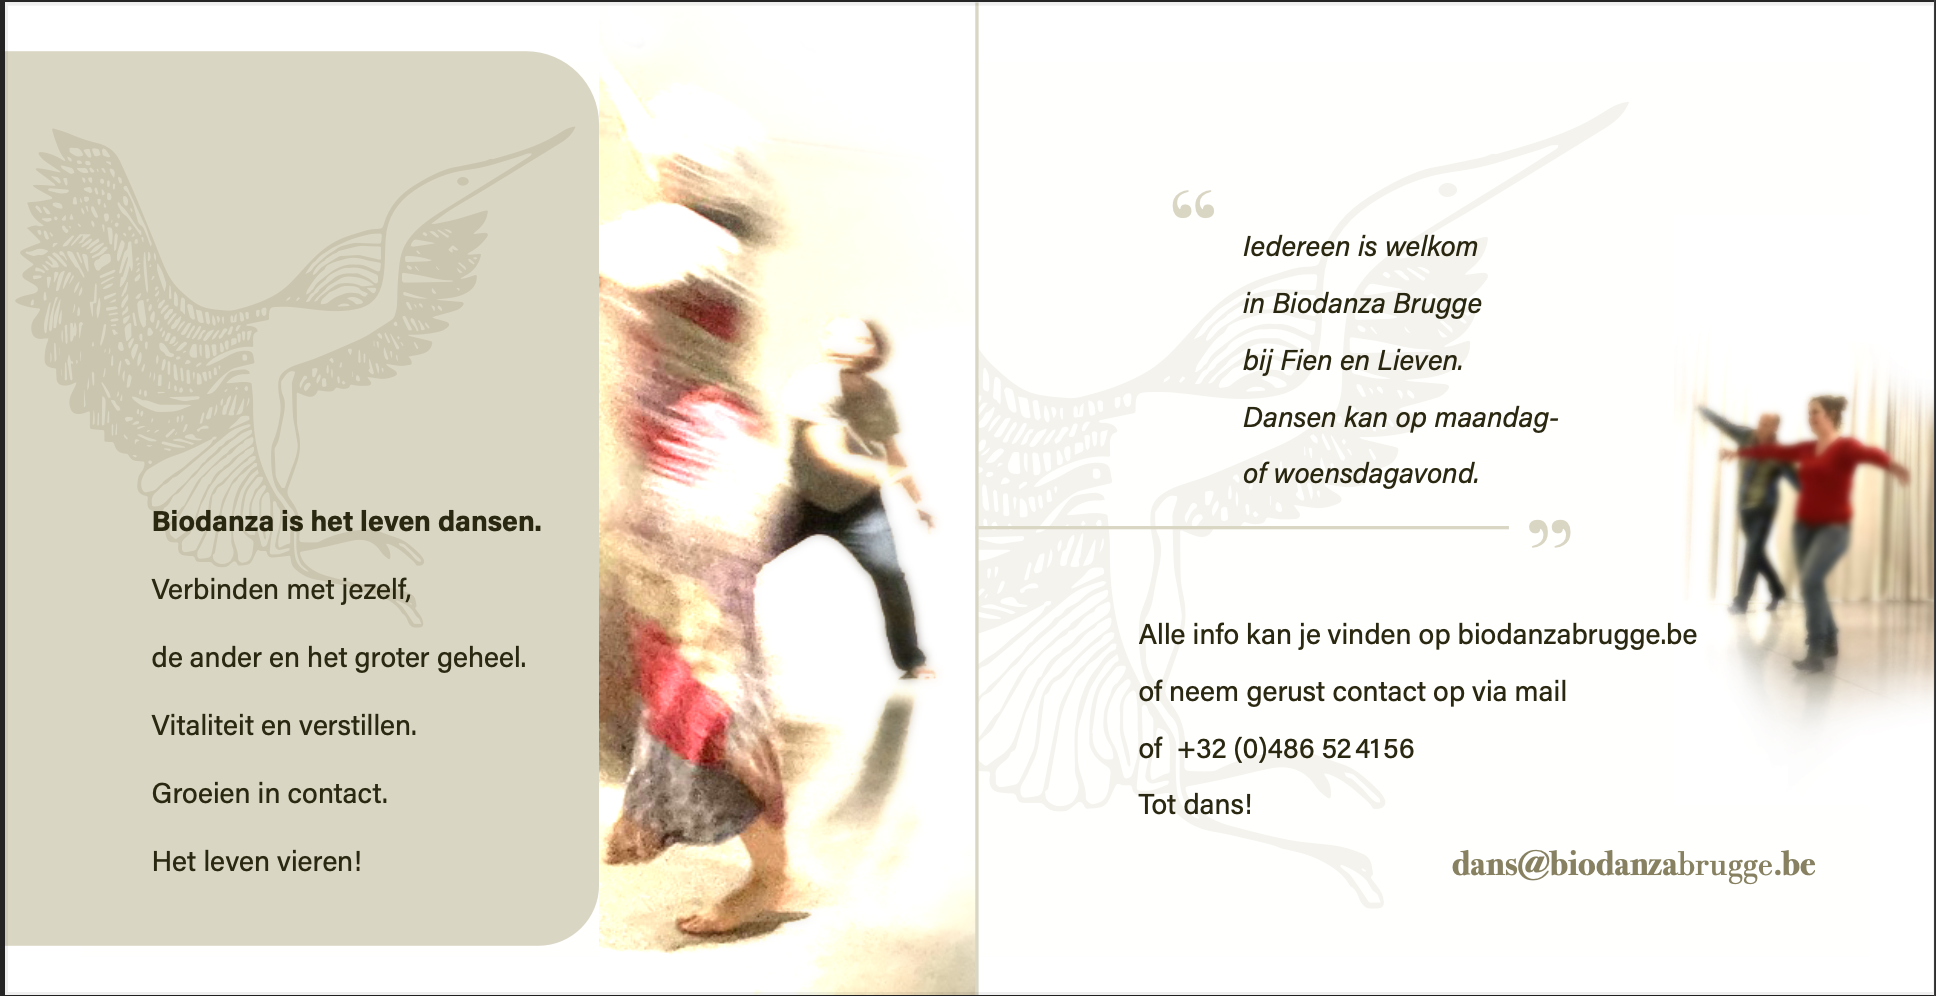 Biodanza is het leven dansen.
Verbinden met jezelf,
de ander en het groter geheel.
Vitaliteit en verstillen.
Groeien in contact.
Het leven vieren!
“
Iedereen is welkom
in Biodanza Brugge
bij Fien en Lieven.
Dansen kan op maandag-
of woensdagavond.
”
Alle info kan je vinden op biodanzabrugge.be
of neem gerust contact op via mail
of +32 (0)486 52 41 56
Tot dans!
dans@biodanzabrugge.be